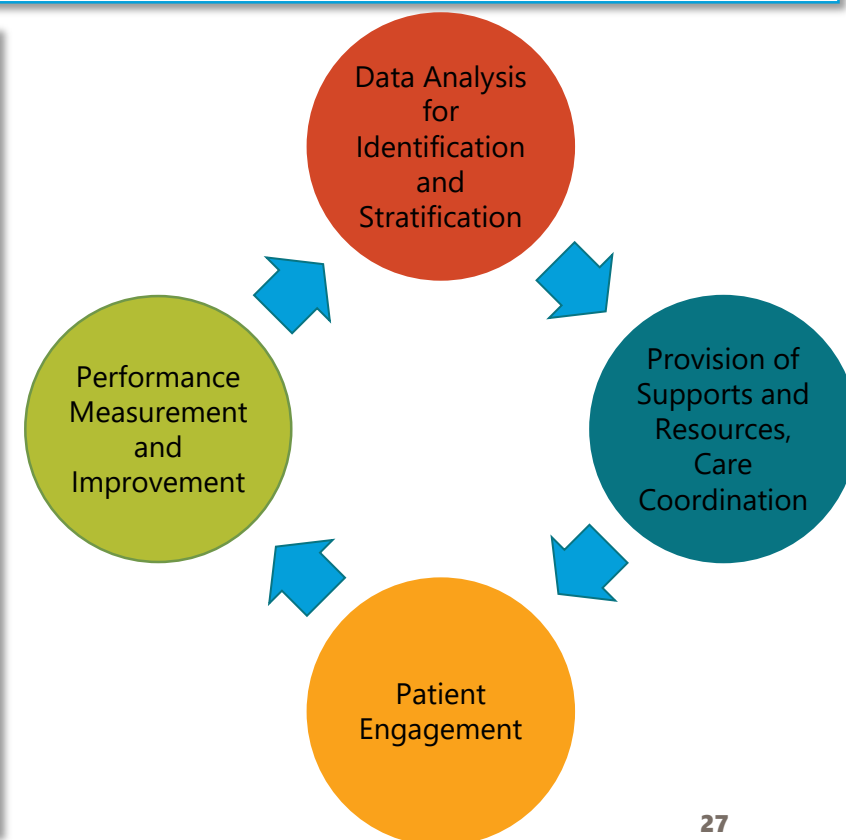 Data Analysis
for
Identification
and
Stratification
Provision of
Supports and
Resources,
Care
Coordination
Patient
Engagement
Performance
Measurement
and
Improvement
27